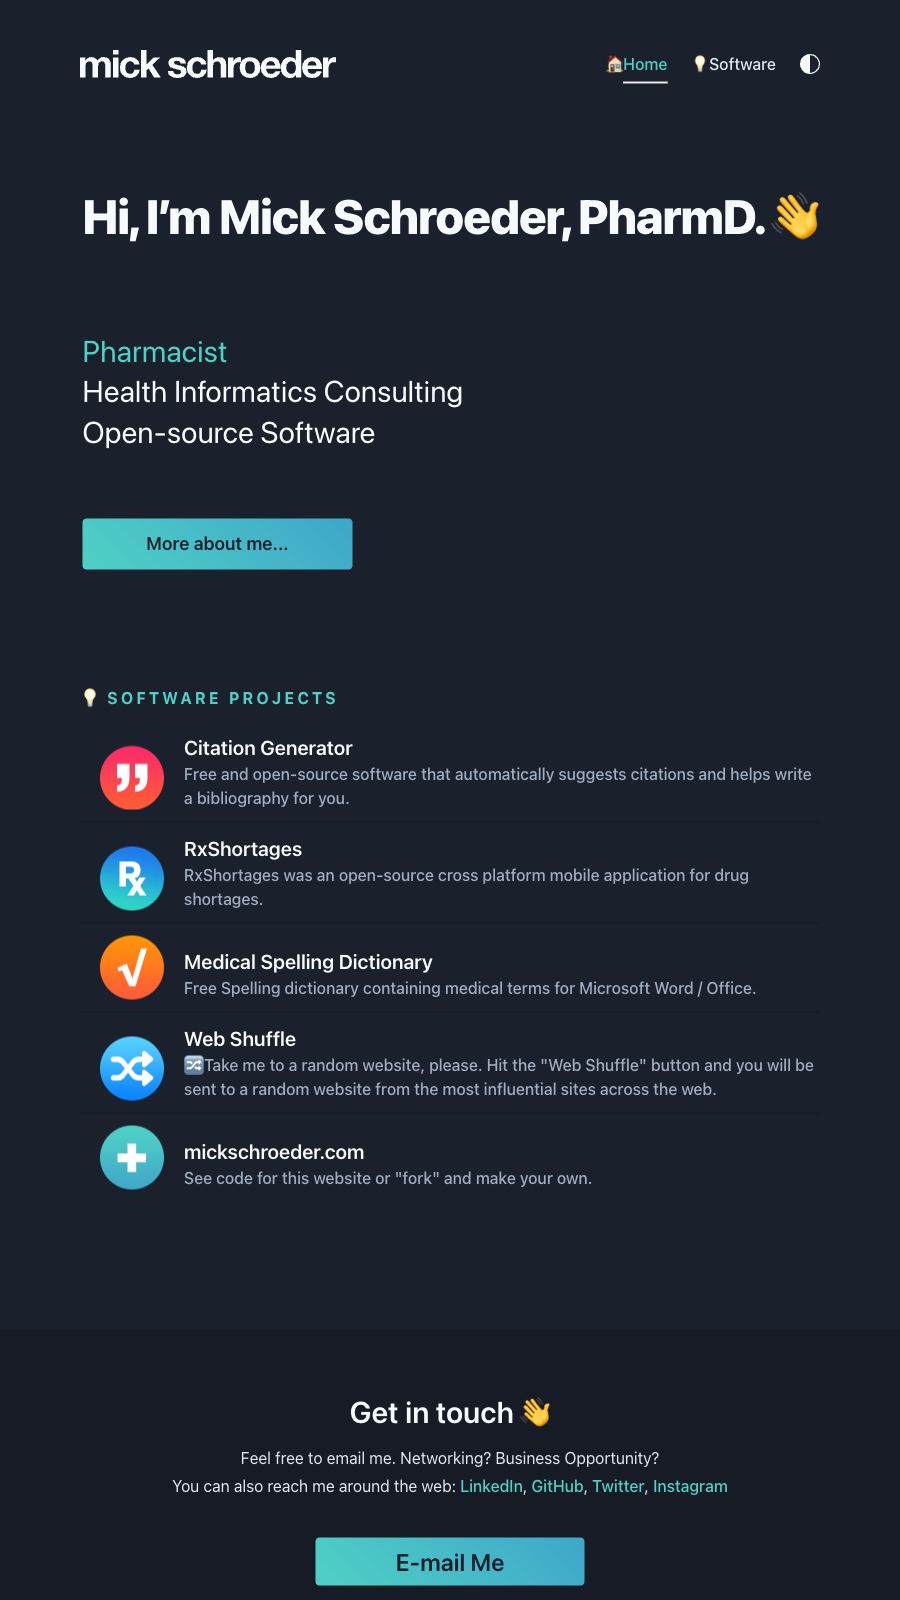 mick schroeder
🏠Home 💡Software
Hi, I’m Mick Schroeder, PharmD.👋
Pharmacist
Health Informatics Consulting
Open-source Software
More about me...
💡 SOFTWARE PROJECTS
Citation Generator
Free and open-source software that automatically suggests citations and helps write
a bibliography for you.
Rx
RxShortages
RxShortages was an open-source cross platform mobile application for drug
shortages.
Medical Spelling Dictionary
Free Spelling dictionary containing medical terms for Microsoft Word / Office.
Web Shuffle
🔀Take me to a random website, please. Hit the "Web Shuffle" button and you will be
sent to a random website from the most influential sites across the web.
mickschroeder.com
See code for this website or "fork" and make your own.
Get in touch 👋
Feel free to email me. Networking? Business Opportunity?
You can also reach me around the web: LinkedIn, GitHub, Twitter, Instagram
E-mail Me